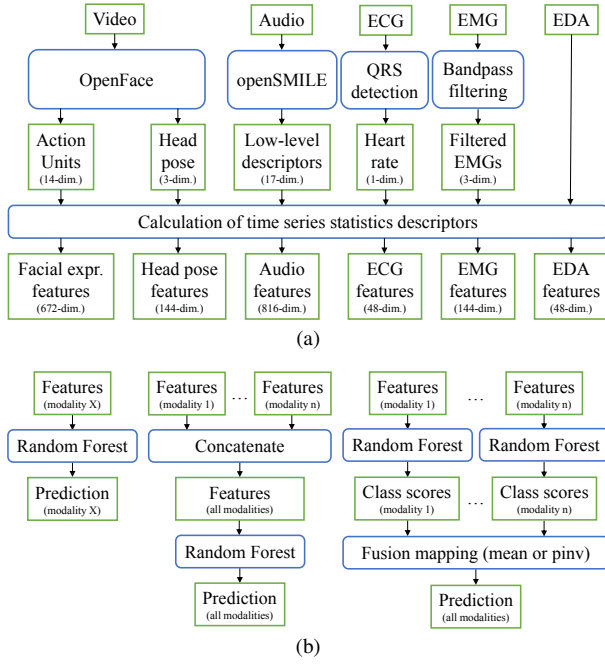 Video Audio ECG EMG EDA
OpenFace openSMILE QRS detection Bandpass filtering
Action Units (14-dim.)
Head pose (3-dim.)
Low-level descriptors (17-dim.)
Heart rate (1-dim.)
Filtered EMGs (3-dim.)
Calculation of time series statistics descriptors
Facial expr. features (672-dim.)
Head pose features (144-dim.)
Audio features (816-dim.)
ECG features (48-dim.)
EMG features (144-dim.)
EDA features (48-dim.)
(a)
Features (modality X)
Random Forest
Prediction (modality X)
Features (modality 1) ... Features (modality n)
Concatenate
Features (all modalities)
Random Forest
Prediction (all modalities)
Features (modality 1) ... Features (modality n)
Random Forest Random Forest
Class scores (modality 1) ... Class scores (modality n)
Fusion mapping (mean or pinv)
Prediction (all modalities)
(b)